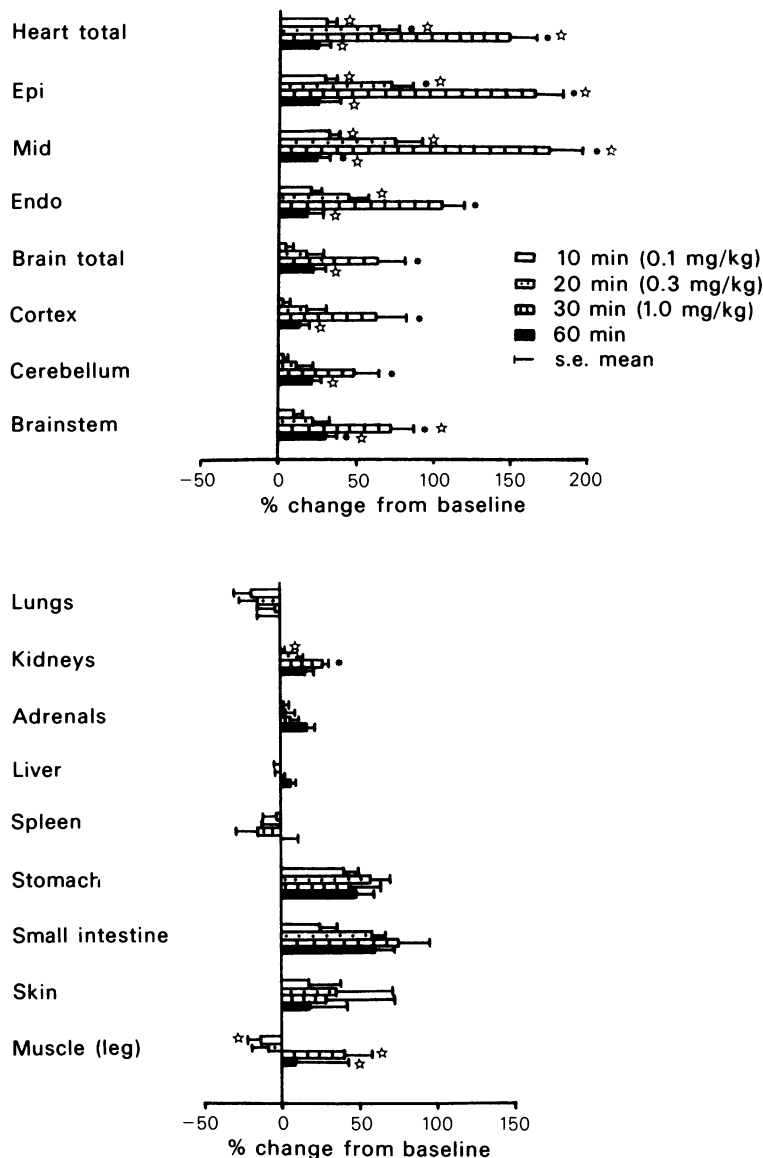 Heart total
Epi
Mid
Endo
Brain total
Cortex
Cerebellum
Brainstem
10 min (0.1 mg/kg)
20 min (0.3 mg/kg)
30 min (1.0 mg/kg)
60 min
s.e. mean
−50 0 50 100 150 200
% change from baseline
Lungs
Kidneys
Adrenals
Liver
Spleen
Stomach
Small intestine
Skin
Muscle (leg)
−50 0 50 100 150
% change from baseline